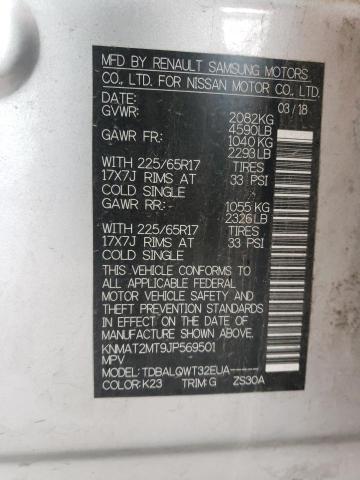 MFD BY RENAULT SAMSUNG MOTORS
CO., LTD. FOR NISSAN MOTOR CO., LTD.
DATE: 03/18
GVWR: 2082KG
4590LB
GAWR FR: 1040 KG
2293LB
WITH 225/65R17 TIRES
17X7J RIMS AT 33 PSI
COLD SINGLE
GAWR RR:- 1055 KG
2326LB
WITH 225/65R17 TIRES
17X7J RIMS AT 33 PSI
COLD SINGLE
THIS VEHICLE CONFORMS TO
ALL APPLICABLE FEDERAL
MOTOR VEHICLE SAFETY AND
THEFT PREVENTION STANDARDS
IN EFFECT ON THE DATE OF
MANUFACTURE SHOWN ABOVE.
KNMAT2MT9JP569501
MPV
MODEL:TDBALQWT32EUA-----
COLOR:K23 TRIM:G ZS30A